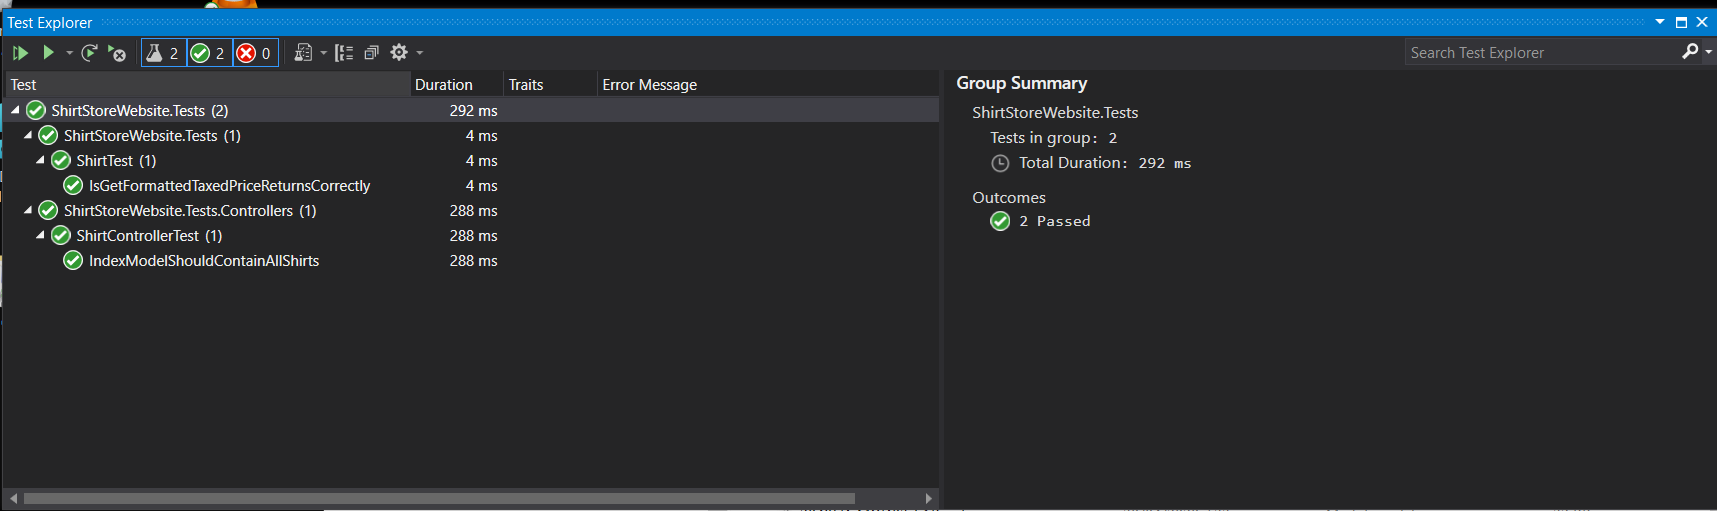 Test Explorer
2 2 0
Search Test Explorer
Test Duration Traits Error Message
ShirtStoreWebsite.Tests (2) 292 ms
ShirtStoreWebsite.Tests (1) 4 ms
ShirtTest (1) 4 ms
IsGetFormattedTaxedPriceReturnsCorrectly 4 ms
ShirtStoreWebsite.Tests.Controllers (1) 288 ms
ShirtControllerTest (1) 288 ms
IndexModelShouldContainAllShirts 288 ms
Group Summary
ShirtStoreWebsite.Tests
Tests in group: 2
Total Duration: 292 ms
Outcomes
2 Passed